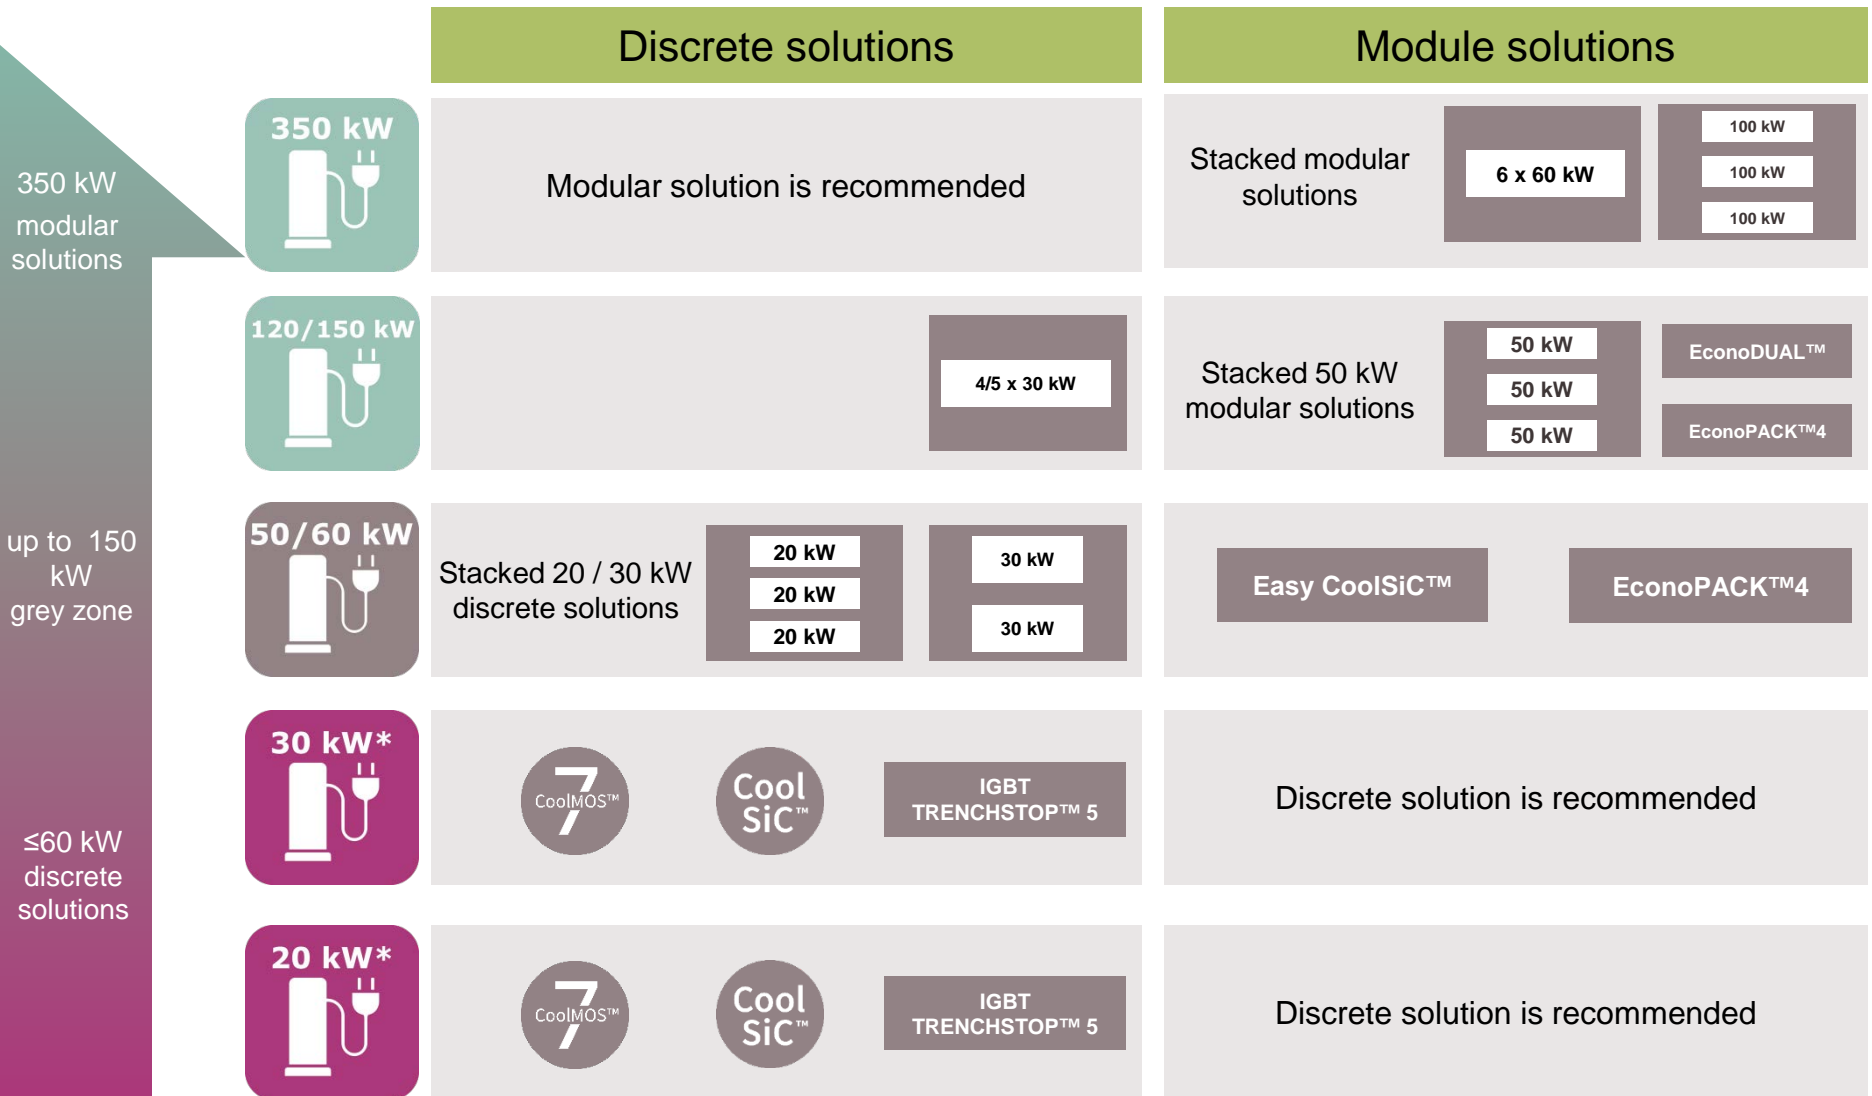 Discrete solutions
Module solutions
350 kW
modular
solutions
up to 150
kW
grey zone
≤60 kW
discrete
solutions
350 kW
Modular solution is recommended
Stacked modular
solutions
6 x 60 kW
100 kW
100 kW
100 kW
120/150 kW
4/5 x 30 kW
Stacked 50 kW
modular solutions
50 kW
50 kW
50 kW
EconoDUAL™
EconoPACK™4
50/60 kW
Stacked 20 / 30 kW
discrete solutions
20 kW
20 kW
20 kW
30 kW
30 kW
Easy CoolSiC™
EconoPACK™4
30 kW*
7
CoolMOS™
Cool
SiC™
IGBT
TRENCHSTOP™ 5
Discrete solution is recommended
20 kW*
7
CoolMOS™
Cool
SiC™
IGBT
TRENCHSTOP™ 5
Discrete solution is recommended